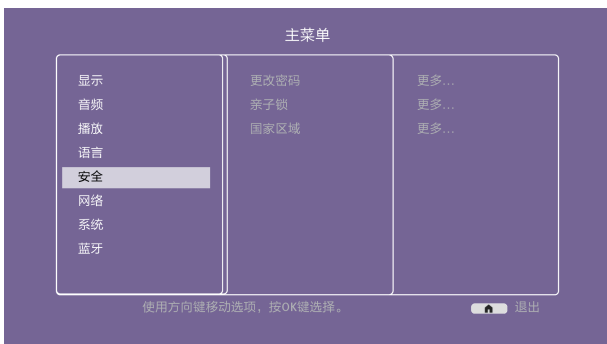 主菜单
显示
音频
播放
语言
安全
网络
系统
蓝牙
更改密码
亲子锁
国家区域
更多...
更多...
更多...
使用方向键移动选项，按OK键选择。
退出